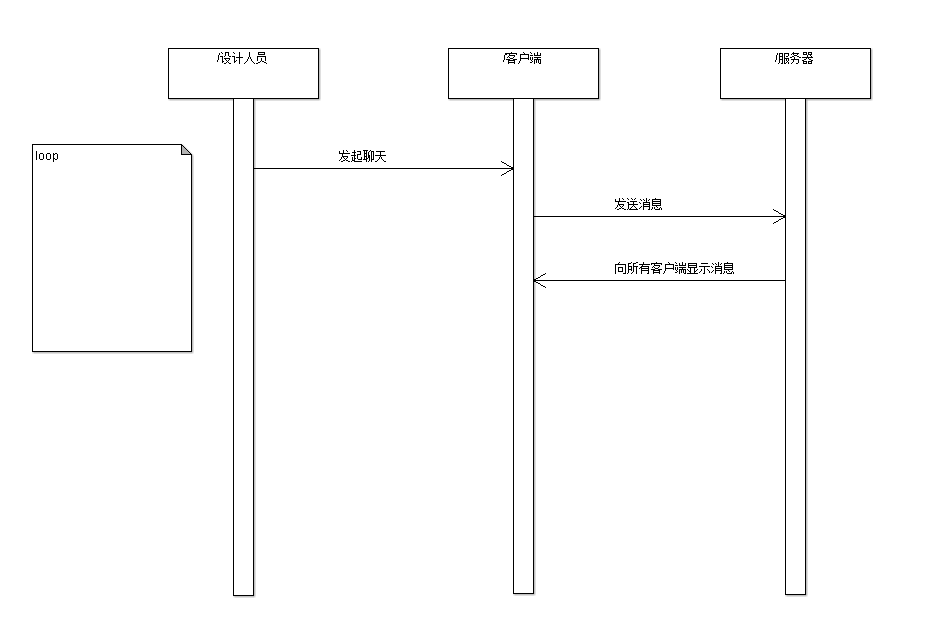 /设计人员
/客户端
/服务器
loop
发起聊天
发送消息
向所有客户端显示消息